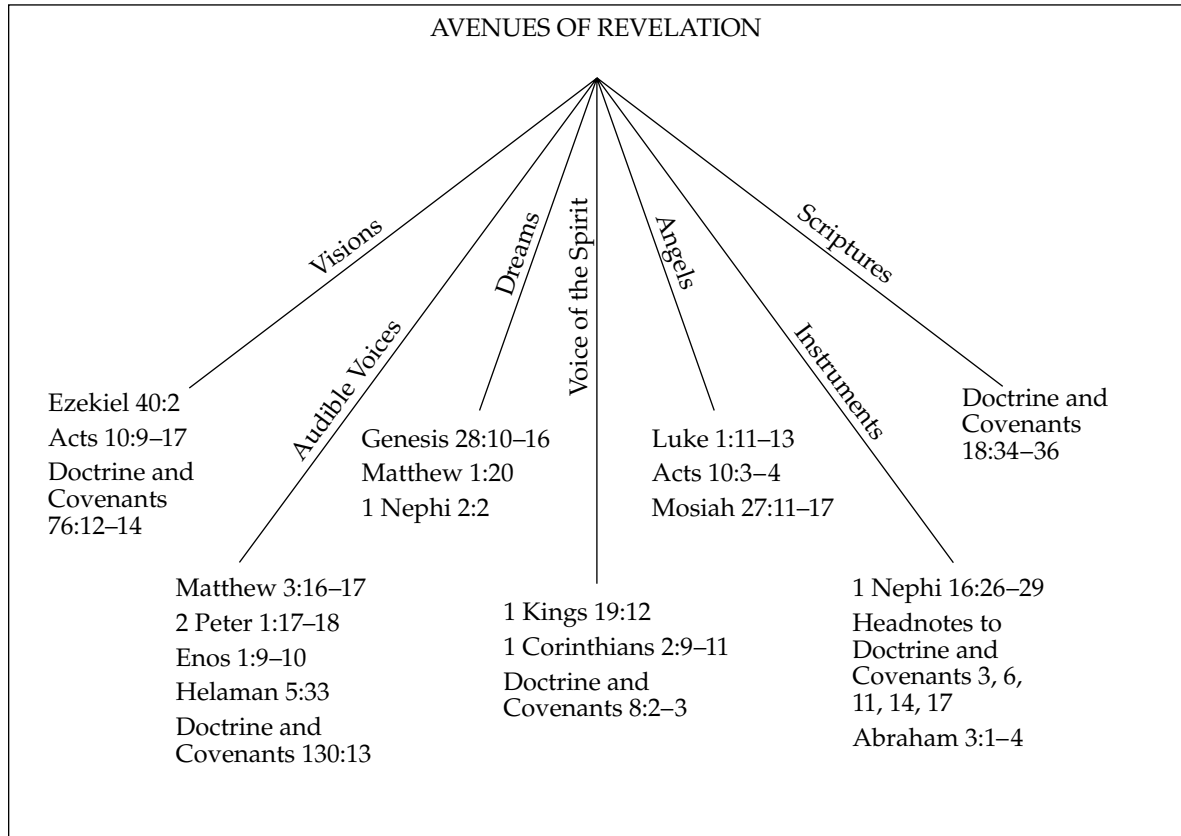 AVENUES OF REVELATION
Visions
Ezekiel 40:2
Acts 10:9–17
Doctrine and
Covenants
76:12–14
Audible Voices
Matthew 3:16–17
2 Peter 1:17–18
Enos 1:9–10
Helaman 5:33
Doctrine and
Covenants 130:13
Dreams
Genesis 28:10–16
Matthew 1:20
1 Nephi 2:2
Voice of the Spirit
1 Kings 19:12
1 Corinthians 2:9–11
Doctrine and
Covenants 8:2–3
Angels
Luke 1:11–13
Acts 10:3–4
Mosiah 27:11–17
Instruments
1 Nephi 16:26–29
Headnotes to
Doctrine and
Covenants 3, 6,
11, 14, 17
Abraham 3:1–4
Scriptures
Doctrine and
Covenants
18:34–36